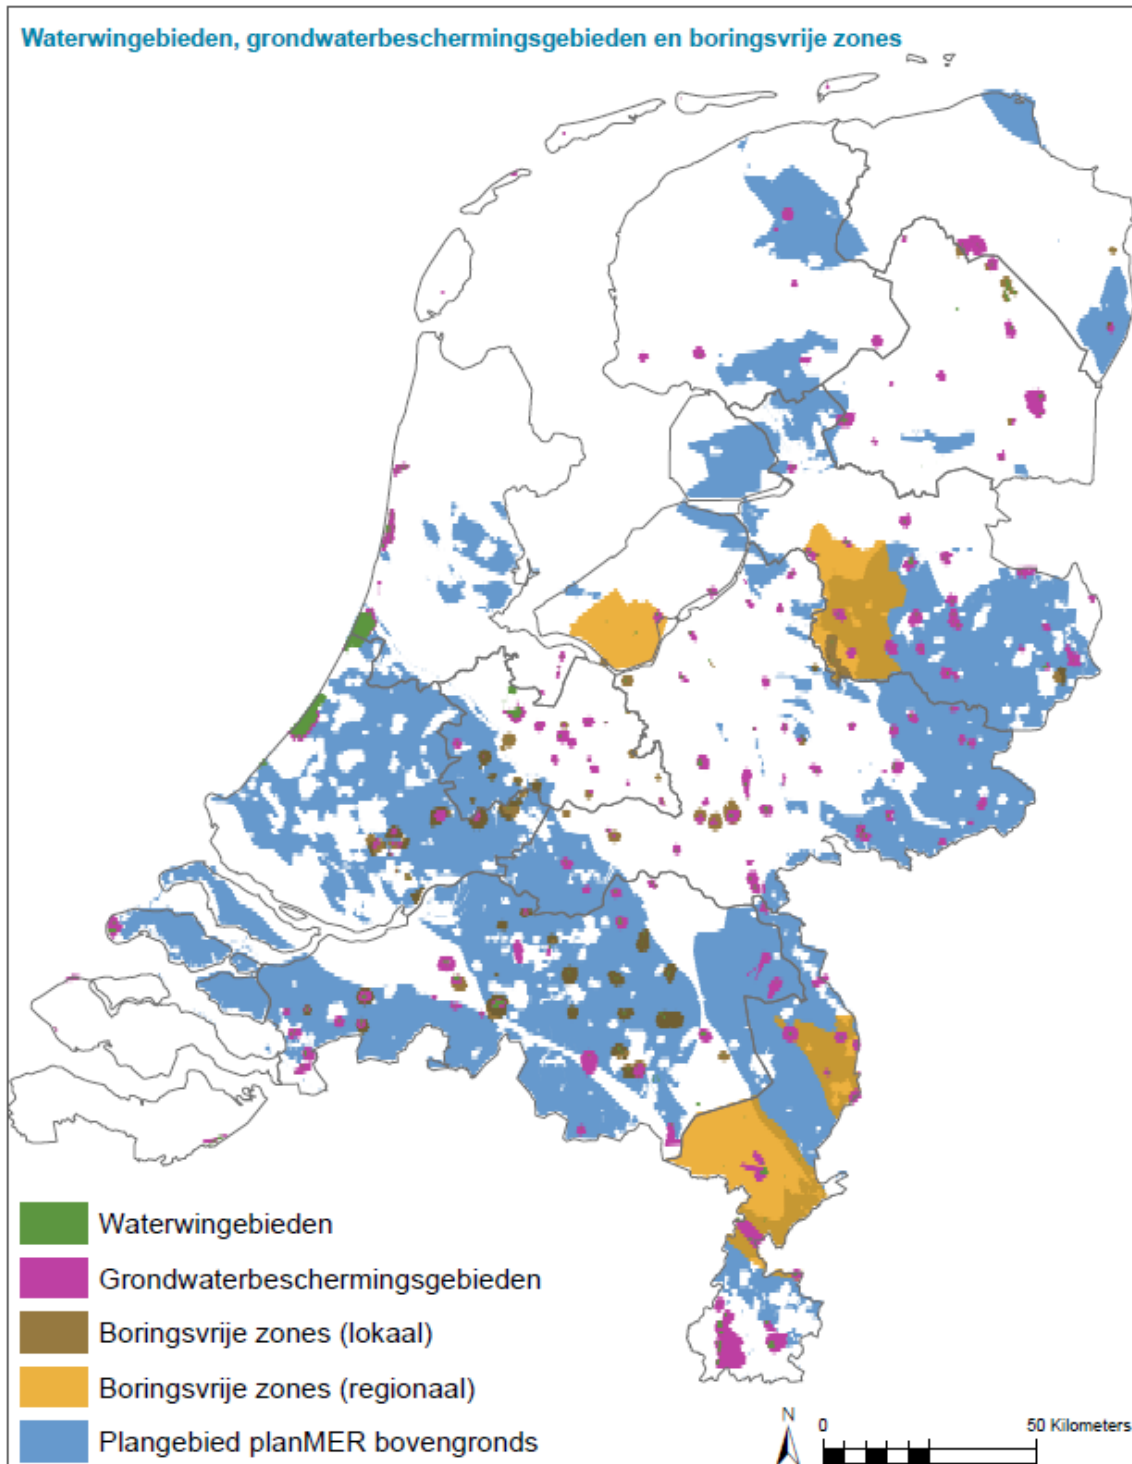 Waterwingebieden, grondwaterbeschermingsgebieden en boringsvrije zones
Waterwingebieden
Grondwaterbeschermingsgebieden
Boringsvrije zones (lokaal)
Boringsvrije zones (regionaal)
Plangebied planMER bovengronds
N
0 50 Kilometers